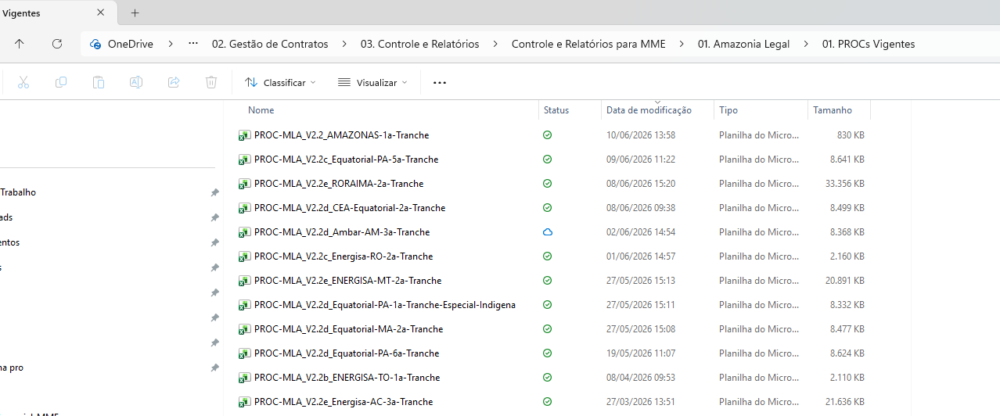 Vigentes
OneDrive > ... 02. Gestão de Contratos > 03. Controle e Relatórios > Controle e Relatórios para MME > 01. Amazonia Legal > 01. PROCs Vigentes
Classificar Visualizar ...
Nome Status Data de modificação Tipo Tamanho
PROC-MLA_V2.2_AMAZONAS-1a-Tranche 10/06/2026 13:58 Planilha do Micro... 830 KB
PROC-MLA_V2.2c_Equatorial-PA-5a-Tranche 09/06/2026 11:22 Planilha do Micro... 8.641 KB
PROC-MLA_V2.2e_RORAIMA-2a-Tranche 08/06/2026 15:20 Planilha do Micro... 33.356 KB
Trabalho
PROC-MLA_V2.2d_CEA-Equatorial-2a-Tranche 08/06/2026 09:38 Planilha do Micro... 8.499 KB
ads
PROC-MLA_V2.2d_Ambar-AM-3a-Tranche 02/06/2026 14:54 Planilha do Micro... 8.368 KB
entos
PROC-MLA_V2.2c_Energisa-RO-2a-Tranche 01/06/2026 14:57 Planilha do Micro... 2.160 KB
s
PROC-MLA_V2.2e_ENERGISA-MT-2a-Tranche 27/05/2026 15:13 Planilha do Micro... 20.891 KB
PROC-MLA_V2.2d_Equatorial-PA-1a-Tranche-Especial-Indigena 27/05/2026 15:11 Planilha do Micro... 8.332 KB
PROC-MLA_V2.2d_Equatorial-MA-2a-Tranche 27/05/2026 15:08 Planilha do Micro... 8.477 KB
PROC-MLA_V2.2d_Equatorial-PA-6a-Tranche 19/05/2026 11:07 Planilha do Micro... 8.624 KB
na pro
PROC-MLA_V2.2b_ENERGISA-TO-1a-Tranche 08/04/2026 09:53 Planilha do Micro... 2.110 KB
PROC-MLA_V2.2e_Energisa-AC-3a-Tranche 27/03/2026 13:51 Planilha do Micro... 21.636 KB